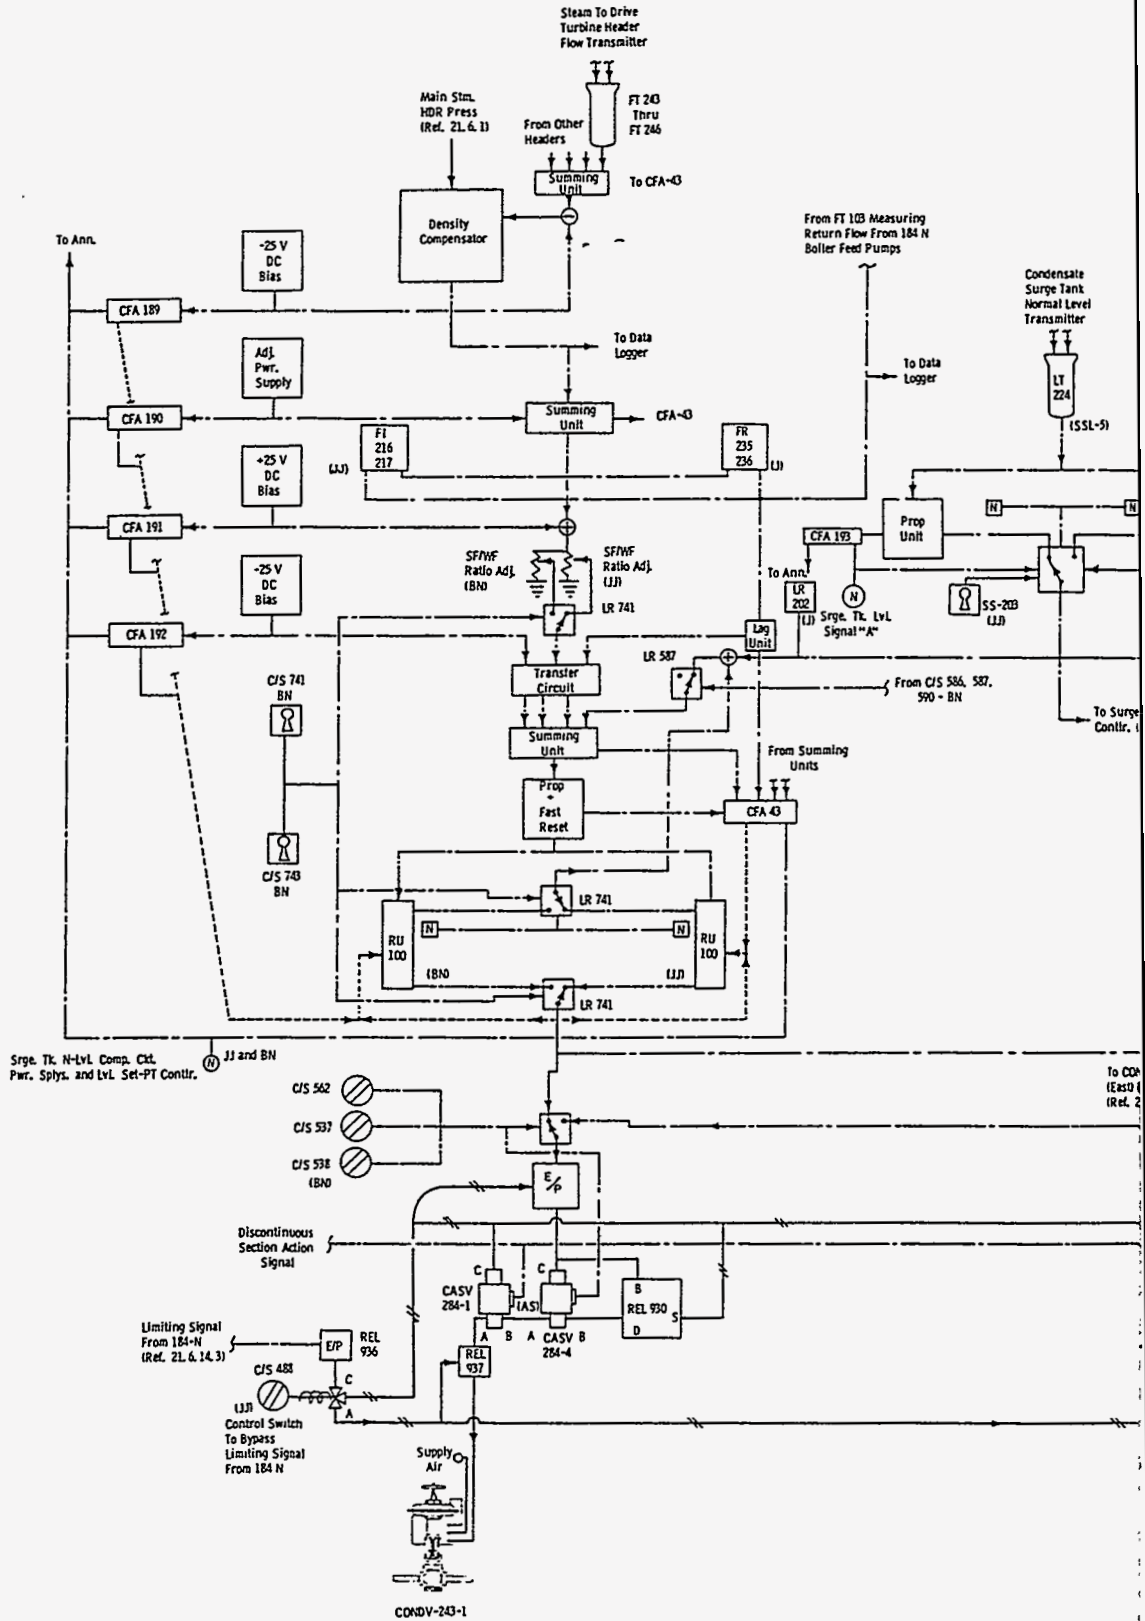 Steam To Drive
Turbine Header
Flow Transmitter
Main Stm.
HDR Press
(Ref. 21.6.1)
From Other
Headers
FT 243
Thru
FT 246
Summing
Unit
To CFA-43
Density
Compensator
From FT 103 Measuring
Return Flow From 184 N
Boiler Feed Pumps
To Ann.
-25 V
DC
Bias
Condensate
Surge Tank
Normal Level
Transmitter
CFA 189
To Data
Logger
Adj.
Pwr.
Supply
To Data
Logger
LT
224
(SSL-5)
CFA 190
Summing
Unit
CFA-43
FI
216
217
(JJ)
FR
235
236
(J)
+25 V
DC
Bias
CFA 191
N
N
Prop
Unit
CFA 193
SF/WF
Ratio Adj.
(BN)
SF/WF
Ratio Adj.
(JJ)
-25 V
DC
Bias
To Ann.
LR
202
(J)
N
Srge. Tk. LvL
Signal "A"
SS-203
(JJ)
LR 741
CFA 192
Lag
Unit
LR 587
Transfer
Circuit
From C/S 586, 587,
590 - BN
C/S 741
BN
To Surge
Contlr.
Summing
Unit
From Summing
Units
Prop
+
Fast
Reset
CFA 43
C/S 743
BN
LR 741
RU
100
N
N
RU
100
(BN)
(JJ)
LR 741
Srge. Tk. N-LvL Comp. Ckt.
Pwr. Splys. and LvL Set-PT Contlr.
N
JJ and BN
C/S 562
To CON
(East)
(Ref. 2
C/S 537
C/S 538
(BN)
E/P
Discontinuous
Section Action
Signal
C
C
CASV
284-1
(AS)
B
REL 930
S
D
A
B
A
CASV
284-4
B
Limiting Signal
From 184-N
(Ref. 21.6.14.3)
E/P
REL
936
REL
937
C/S 488
C
(JJ)
A
Control Switch
To Bypass
Limiting Signal
From 184 N
Supply
Air
CONDV-243-1